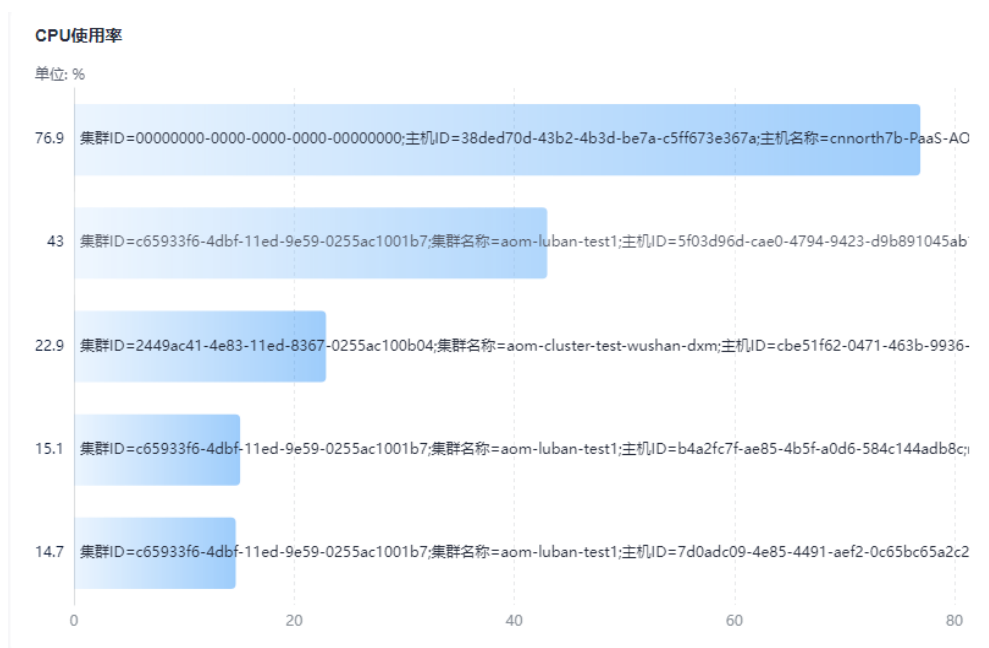 CPU使用率
单位: %
76.9 集群ID=00000000-0000-0000-0000-00000000;主机ID=38ded70d-43b2-4b3d-be7a-c5ff673e367a;主机名称=cnnorth7b-PaaS-AO
43 集群ID=c65933f6-4dbf-11ed-9e59-0255ac1001b7;集群名称=aom-luban-test1;主机ID=5f03d96d-cae0-4794-9423-d9b891045ab
22.9 集群ID=2449ac41-4e83-11ed-8367-0255ac100b04;集群名称=aom-cluster-test-wushan-dxm;主机ID=cbe51f62-0471-463b-9936-
15.1 集群ID=c65933f6-4dbf-11ed-9e59-0255ac1001b7;集群名称=aom-luban-test1;主机ID=b4a2fc7f-ae85-4b5f-a0d6-584c144adb8c;
14.7 集群ID=c65933f6-4dbf-11ed-9e59-0255ac1001b7;集群名称=aom-luban-test1;主机ID=7d0adc09-4e85-4491-aef2-0c65bc65a2c2
0 20 40 60 80